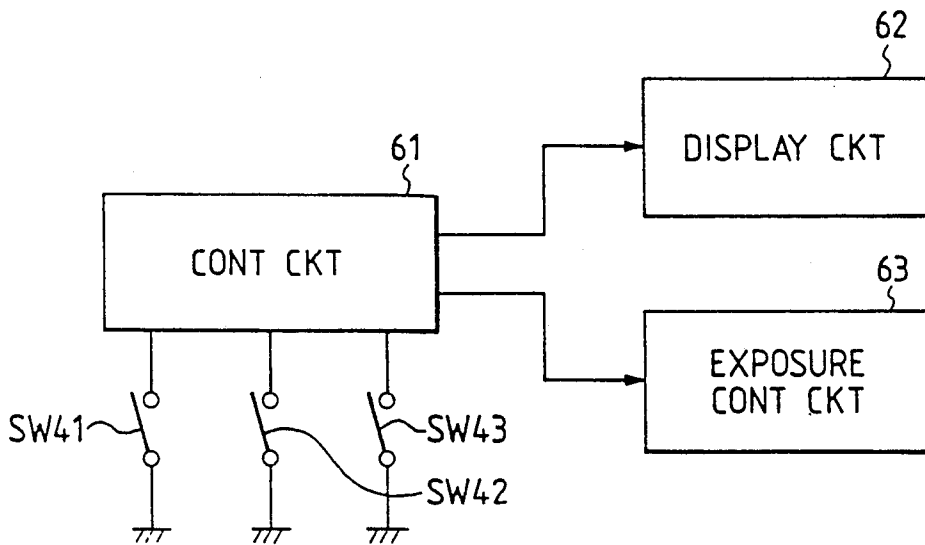 62
DISPLAY CKT
61
CONT CKT
63
EXPOSURE
CONT CKT
SW41
SW43
SW42